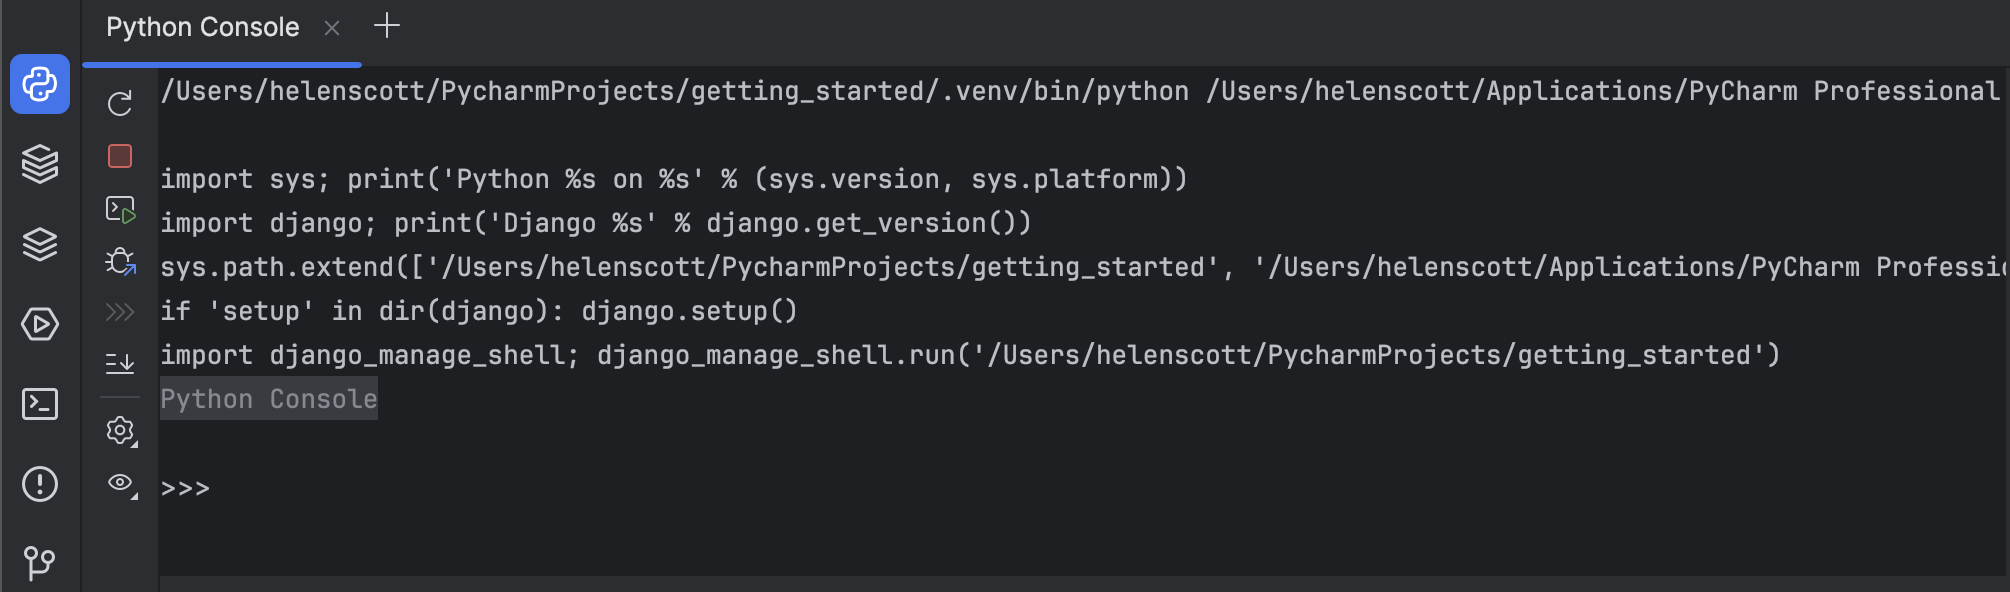 Python Console
/Users/helenscott/PycharmProjects/getting_started/.venv/bin/python /Users/helenscott/Applications/PyCharm Professional
import sys; print('Python %s on %s' % (sys.version, sys.platform))
import django; print('Django %s' % django.get_version())
sys.path.extend(['/Users/helenscott/PycharmProjects/getting_started', '/Users/helenscott/Applications/PyCharm Professi
if 'setup' in dir(django): django.setup()
import django_manage_shell; django_manage_shell.run('/Users/helenscott/PycharmProjects/getting_started')
Python Console
>>>